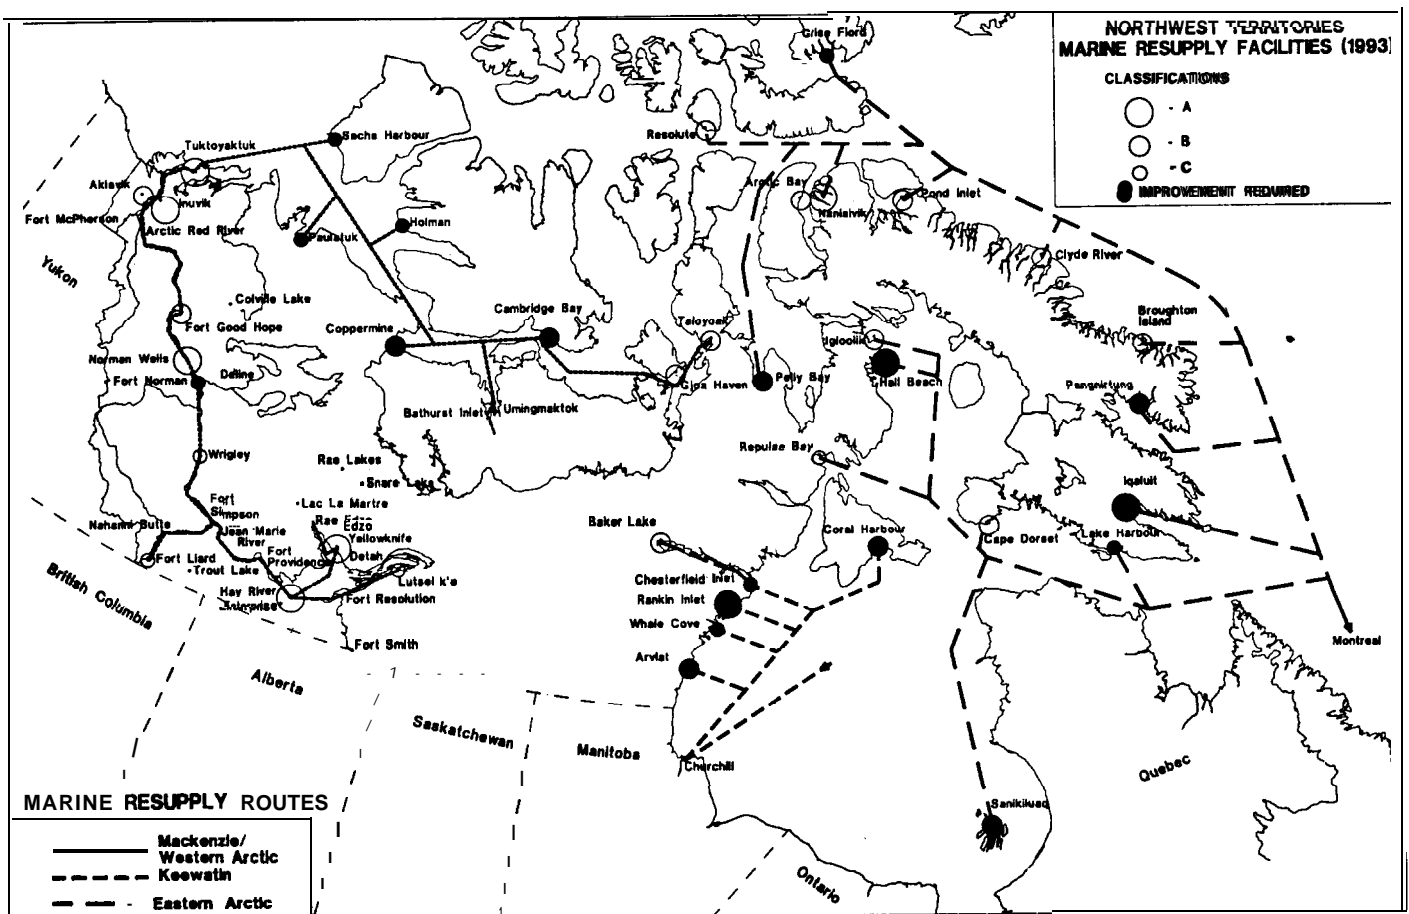 NORTHWEST TERRITORIES
MARINE RESUPPLY FACILITIES (1993)
CLASSIFICATIONS
- A
- B
- C
IMPROVEMENT REQUIRED
Grise Fiord
Resolute
Sachs Harbour
Tuktoyaktuk
Aklavik
Inuvik
Fort McPherson
Arctic Red River
Paulatuk
Holman
Arctic Bay
Nanisivik
Pond Inlet
Clyde River
Yukon
Colville Lake
Fort Good Hope
Coppermine
Cambridge Bay
Taloyoak
Igloolik
Broughton
Island
Norman Wells
Fort Norman
Deline
Gjoa Haven
Pelly Bay
Hall Beach
Pangnirtung
Bathurst Inlet
Umingmaktok
Repulse Bay
Wrigley
Rae Lakes
Snare Lake
Lac La Martre
Rae Edzo
Edzo
Iqaluit
Fort
Simpson
Nahanni Butte
Jean Marie
River
Yellowknife
Detah
Fort
Providence
Fort Liard
Trout Lake
Lutsel k'e
Hay River
Enterprise
Fort Resolution
Fort Smith
Baker Lake
Coral Harbour
Cape Dorset
Lake Harbour
Chesterfield Inlet
Rankin Inlet
Whale Cove
Arviat
Montreal
British Columbia
Alberta
Saskatchewan
Manitoba
Churchill
Quebec
Sanikiluaq
Ontario
MARINE RESUPPLY ROUTES
Mackenzie/
Western Arctic
Keewatin
Eastern Arctic